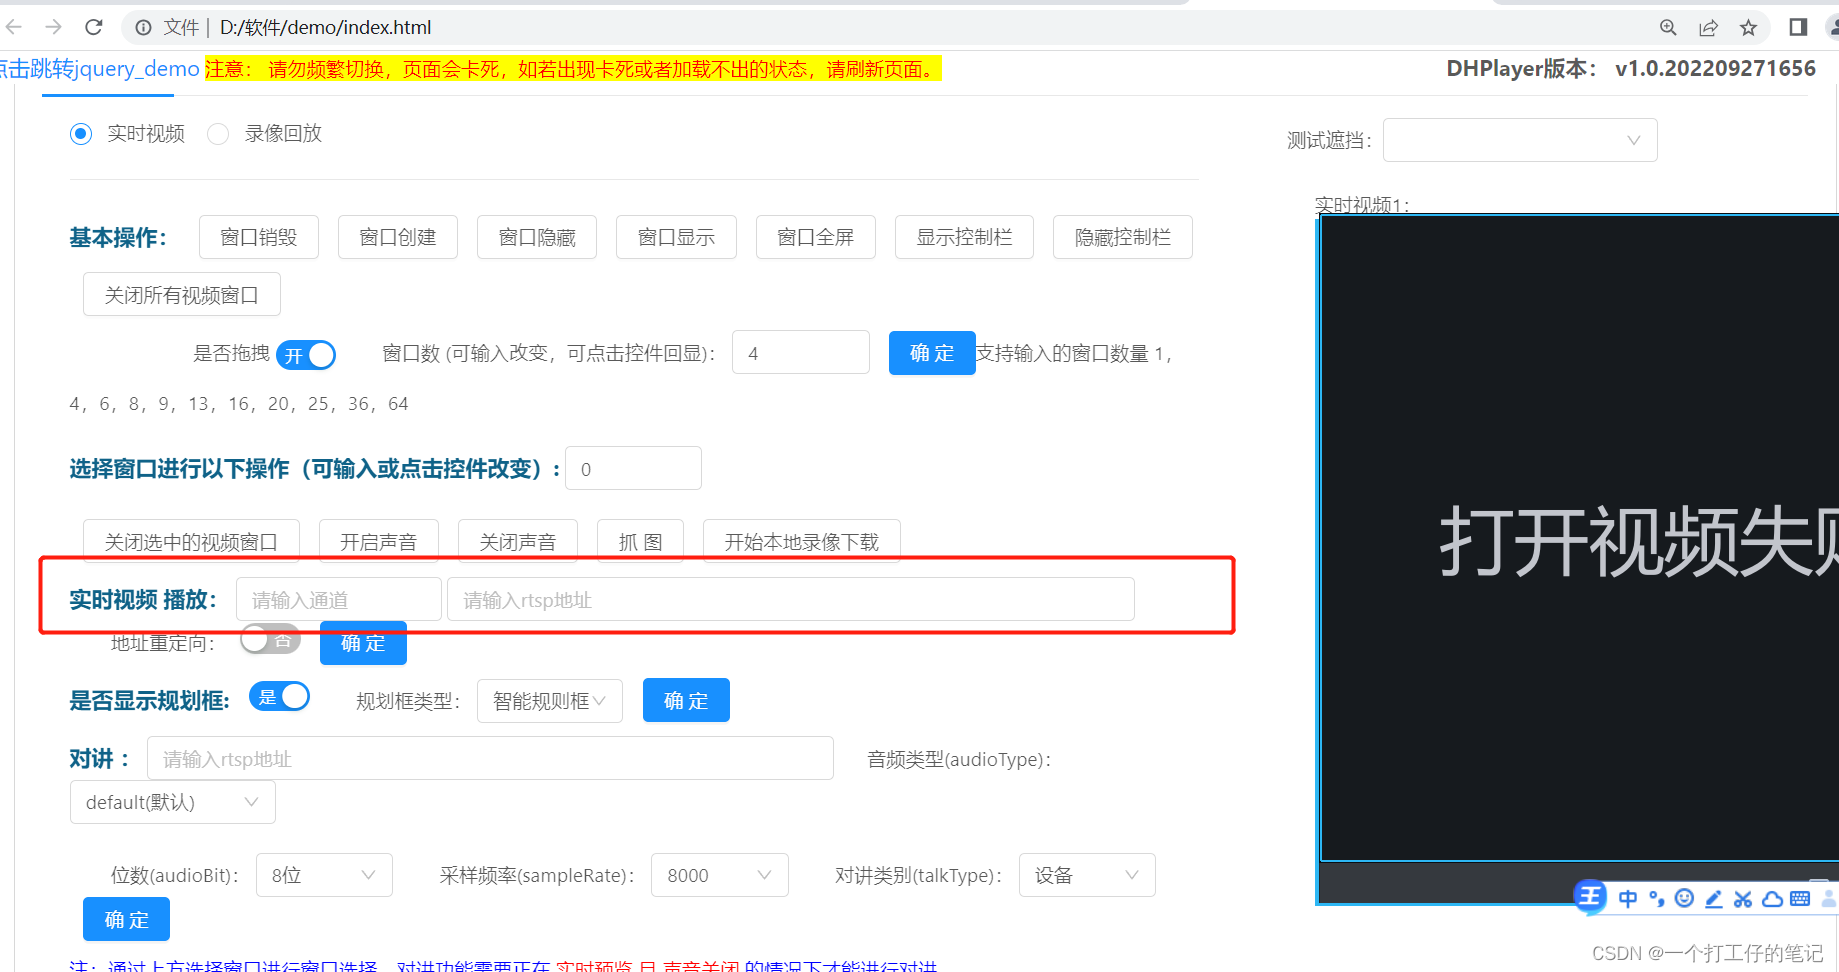 文件 | D:/软件/demo/index.html
点击跳转jquery_demo 注意： 请勿频繁切换，页面会卡死，如若出现卡死或者加载不出的状态，请刷新页面。 DHPlayer版本： v1.0.202209271656
实时视频 录像回放
测试遮挡：
实时视频1：
基本操作： 窗口销毁 窗口创建 窗口隐藏 窗口显示 窗口全屏 显示控制栏 隐藏控制栏
关闭所有视频窗口
是否拖拽 开 窗口数 (可输入改变，可点击控件回显)： 4 确 定 支持输入的窗口数量 1，
4，6，8，9，13，16，20，25，36，64
选择窗口进行以下操作（可输入或点击控件改变）： 0
关闭选中的视频窗口 开启声音 关闭声音 抓 图 开始本地录像下载
打开视频失
实时视频 播放： 请输入通道 请输入rtsp地址
地址重定向： 否 确 定
是否显示规划框: 是 规划框类型： 智能规则框 确 定
对讲 ： 请输入rtsp地址 音频类型(audioType)：
default(默认)
位数(audioBit)： 8位 采样频率(sampleRate)： 8000 对讲类别(talkType)： 设备
王 中
确 定
CSDN @一个打工仔的笔记
注：通过上方选择窗口进行窗口选择，对讲功能需要正在 实时预览 且 声音关闭 的情况下才能进行对讲